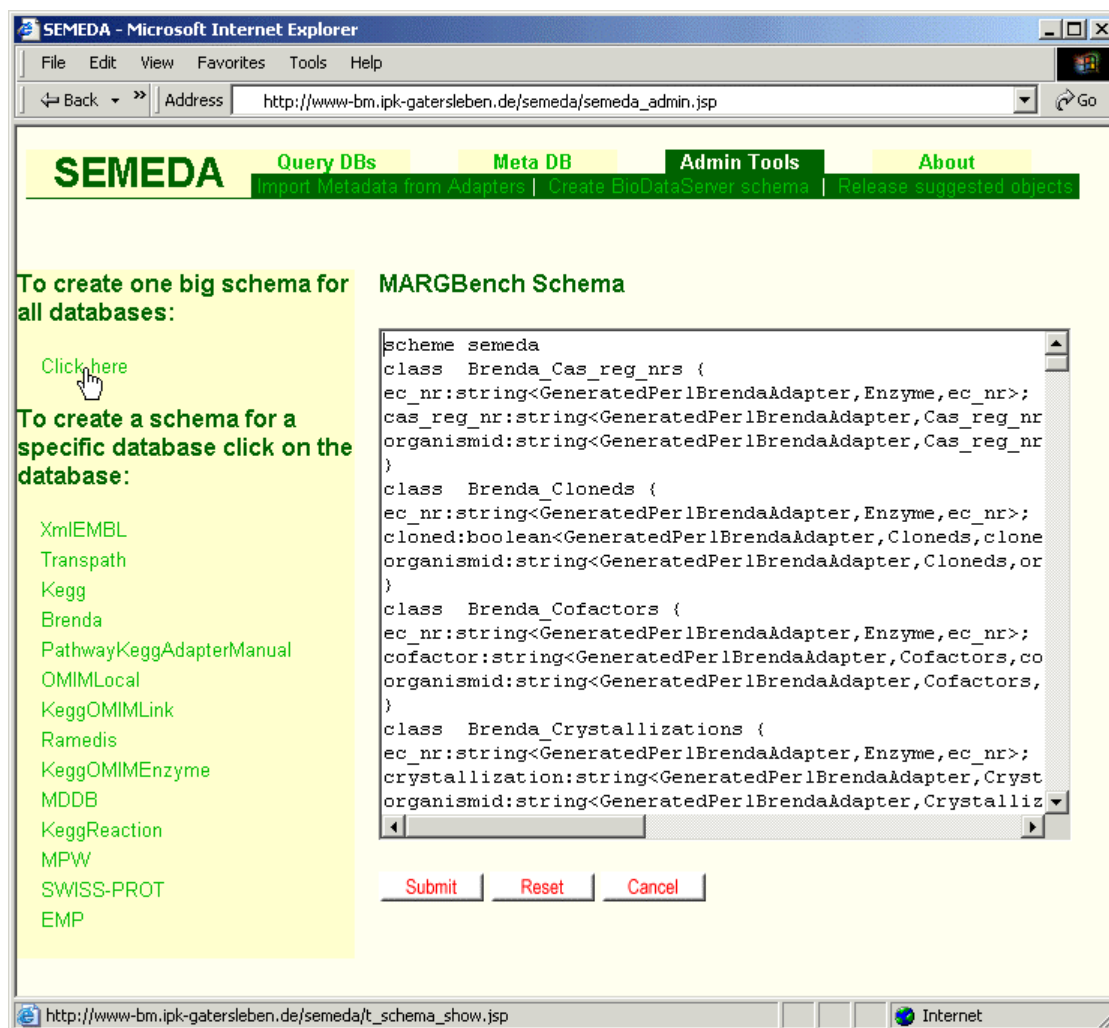 SEMEDA - Microsoft Internet Explorer
File Edit View Favorites Tools Help
Back » Address http://www-bm.ipk-gatersleben.de/semeda/semeda_admin.jsp Go
SEMEDA
Query DBs Meta DB Admin Tools About
Import Metadata from Adapters | Create BioDataServer schema | Release suggested objects
To create one big schema for
all databases:
Click here
To create a schema for a
specific database click on the
database:
XmlEMBL
Transpath
Kegg
Brenda
PathwayKeggAdapterManual
OMIMLocal
KeggOMIMLink
Ramedis
KeggOMIMEnzyme
MDDB
KeggReaction
MPW
SWISS-PROT
EMP
MARGBench Schema
scheme semeda
class Brenda_Cas_reg_nrs {
ec_nr:string<GeneratedPerlBrendaAdapter,Enzyme,ec_nr>;
cas_reg_nr:string<GeneratedPerlBrendaAdapter,Cas_reg_nr
organismid:string<GeneratedPerlBrendaAdapter,Cas_reg_nr
}
class Brenda_Cloneds {
ec_nr:string<GeneratedPerlBrendaAdapter,Enzyme,ec_nr>;
cloned:boolean<GeneratedPerlBrendaAdapter,Cloneds,clone
organismid:string<GeneratedPerlBrendaAdapter,Cloneds,or
}
class Brenda_Cofactors {
ec_nr:string<GeneratedPerlBrendaAdapter,Enzyme,ec_nr>;
cofactor:string<GeneratedPerlBrendaAdapter,Cofactors,co
organismid:string<GeneratedPerlBrendaAdapter,Cofactors,
}
class Brenda_Crystallizations {
ec_nr:string<GeneratedPerlBrendaAdapter,Enzyme,ec_nr>;
crystallization:string<GeneratedPerlBrendaAdapter,Cryst
organismid:string<GeneratedPerlBrendaAdapter,Crystalliz
Submit Reset Cancel
http://www-bm.ipk-gatersleben.de/semeda/t_schema_show.jsp Internet